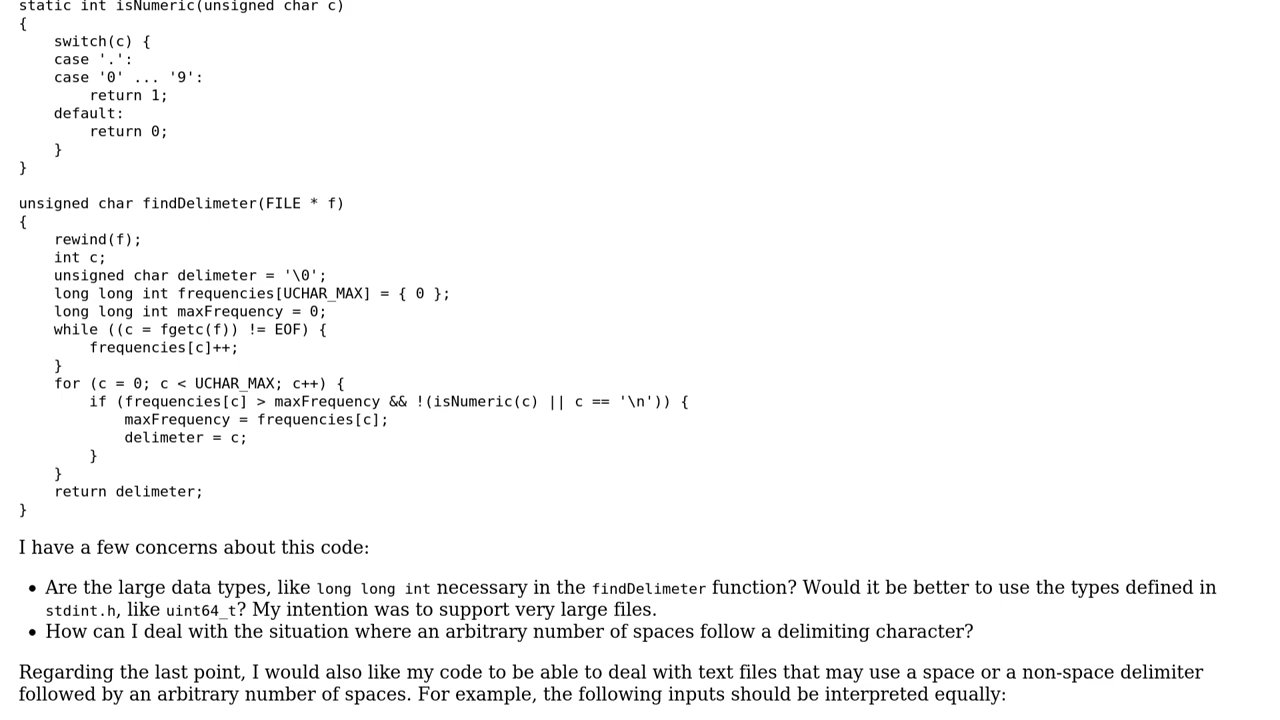 static int isNumeric(unsigned char c)
{
    switch(c) {
    case '.':
    case '0' ... '9':
        return 1;
    default:
        return 0;
    }
}

unsigned char findDelimeter(FILE * f)
{
    rewind(f);
    int c;
    unsigned char delimeter = '\0';
    long long int frequencies[UCHAR_MAX] = { 0 };
    long long int maxFrequency = 0;
    while ((c = fgetc(f)) != EOF) {
        frequencies[c]++;
    }
    for (c = 0; c < UCHAR_MAX; c++) {
        if (frequencies[c] > maxFrequency && !(isNumeric(c) || c == '\n')) {
            maxFrequency = frequencies[c];
            delimeter = c;
        }
    }
    return delimeter;
}
I have a few concerns about this code:
• Are the large data types, like long long int necessary in the findDelimeter function? Would it be better to use the types defined in
stdint.h, like uint64_t? My intention was to support very large files.
• How can I deal with the situation where an arbitrary number of spaces follow a delimiting character?
Regarding the last point, I would also like my code to be able to deal with text files that may use a space or a non-space delimiter
followed by an arbitrary number of spaces. For example, the following inputs should be interpreted equally: